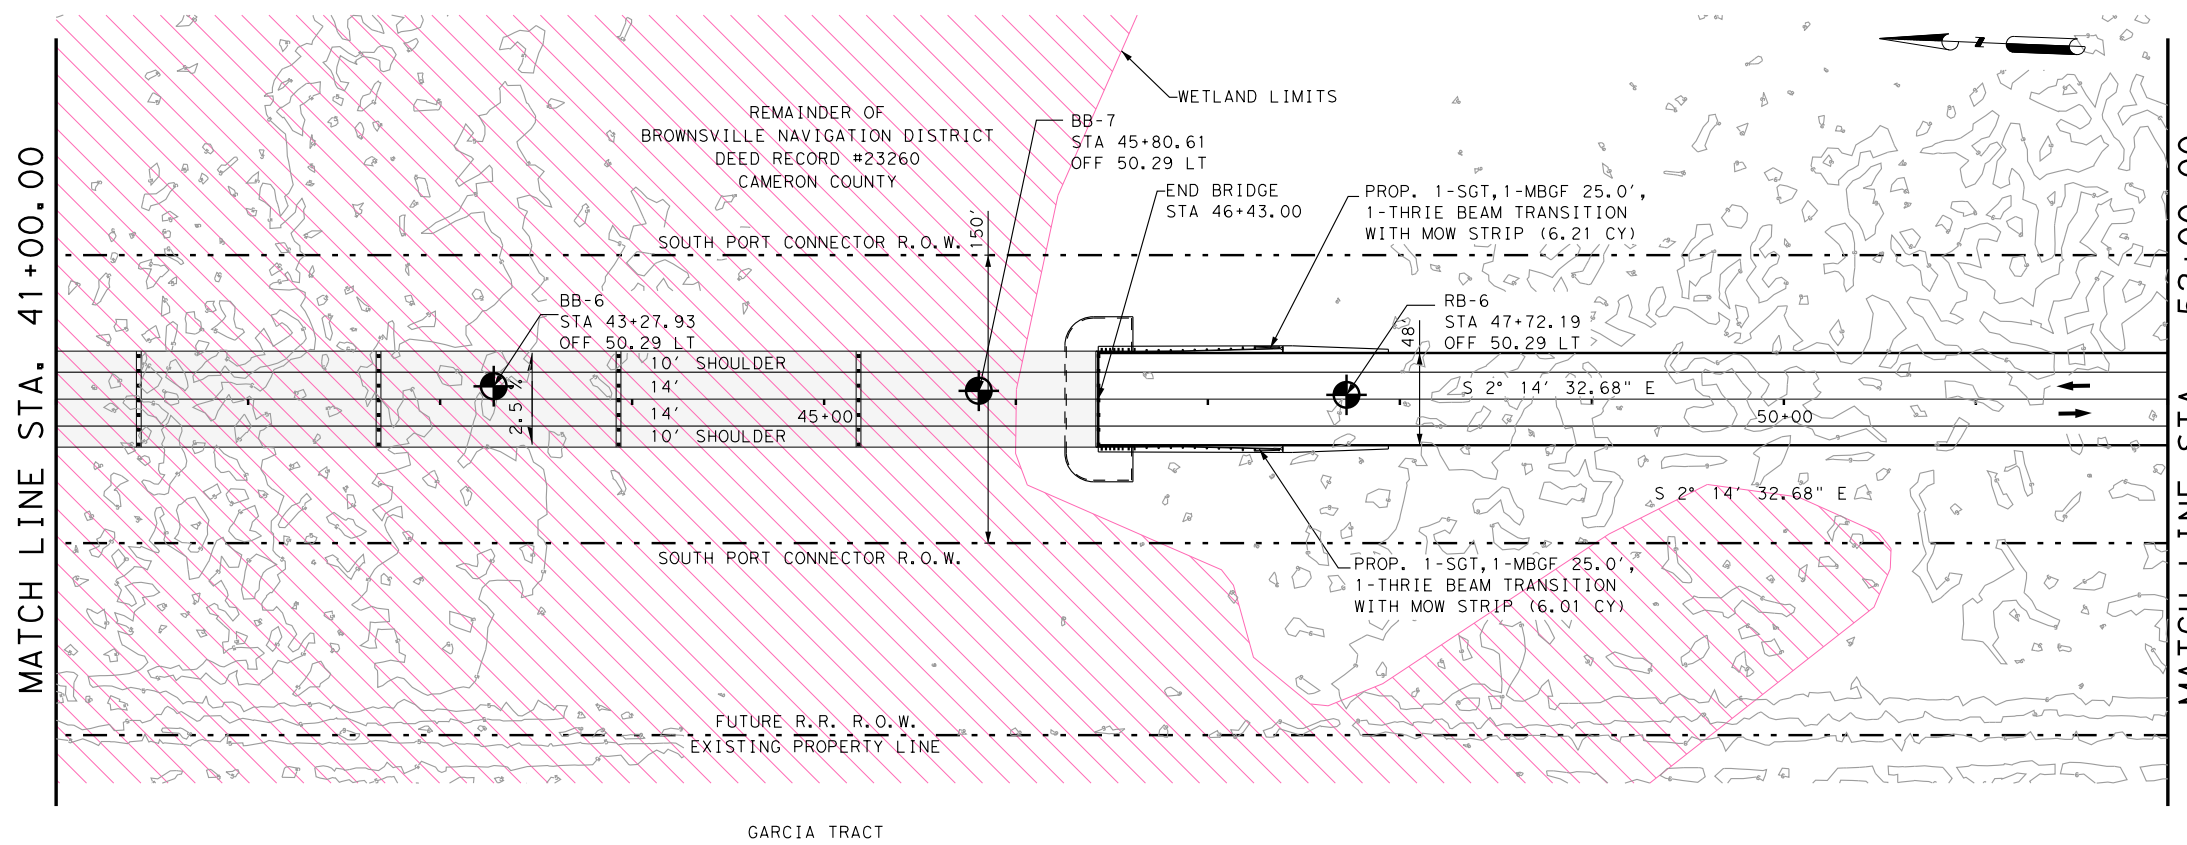 MATCH LINE STA. 41+00.00
REMAINDER OF
BROWNSVILLE NAVIGATION DISTRICT
DEED RECORD #23260
CAMERON COUNTY
WETLAND LIMITS
N
BB-7
STA 45+80.61
OFF 50.29 LT
END BRIDGE
STA 46+43.00
PROP. 1-SGT, 1-MBGF 25.0',
1-THRIE BEAM TRANSITION
WITH MOW STRIP (6.21 CY)
SOUTH PORT CONNECTOR R.O.W.
150'
BB-6
STA 43+27.93
OFF 50.29 LT
RB-6
STA 47+72.19
OFF 50.29 LT
48'
10' SHOULDER
14'
2.5%
14'
45+00
10' SHOULDER
S 2° 14' 32.68" E
50+00
S 2° 14' 32.68" E
SOUTH PORT CONNECTOR R.O.W.
PROP. 1-SGT, 1-MBGF 25.0',
1-THRIE BEAM TRANSITION
WITH MOW STRIP (6.01 CY)
FUTURE R.R. R.O.W.
EXISTING PROPERTY LINE
GARCIA TRACT